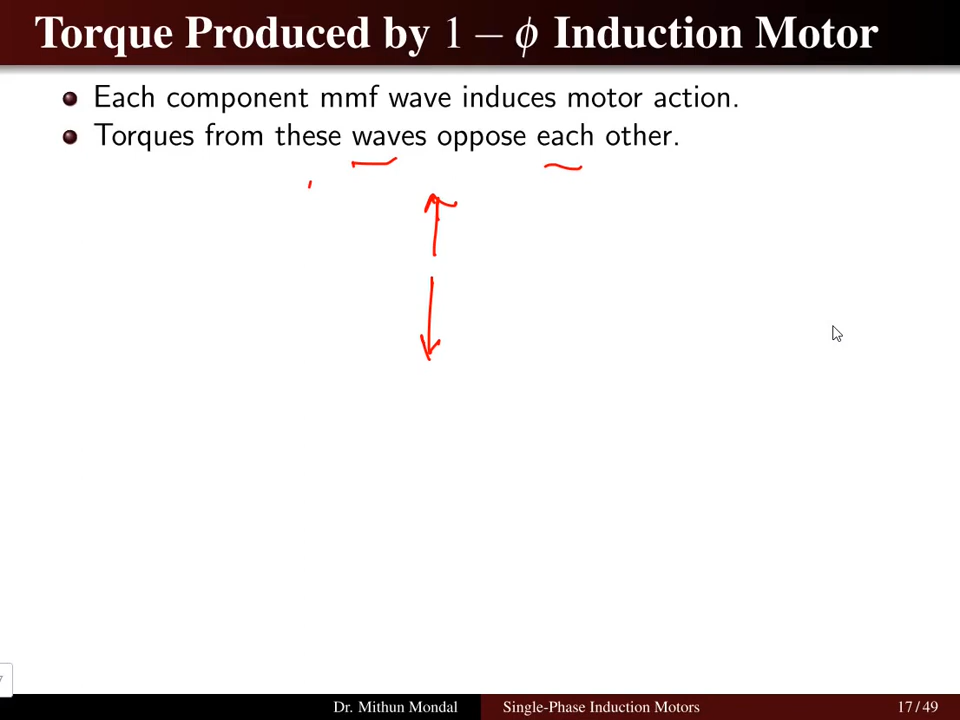 Torque Produced by 1 − ϕ Induction Motor
Each component mmf wave induces motor action.
Torques from these waves oppose each other.
Dr. Mithun Mondal Single-Phase Induction Motors 17 / 49